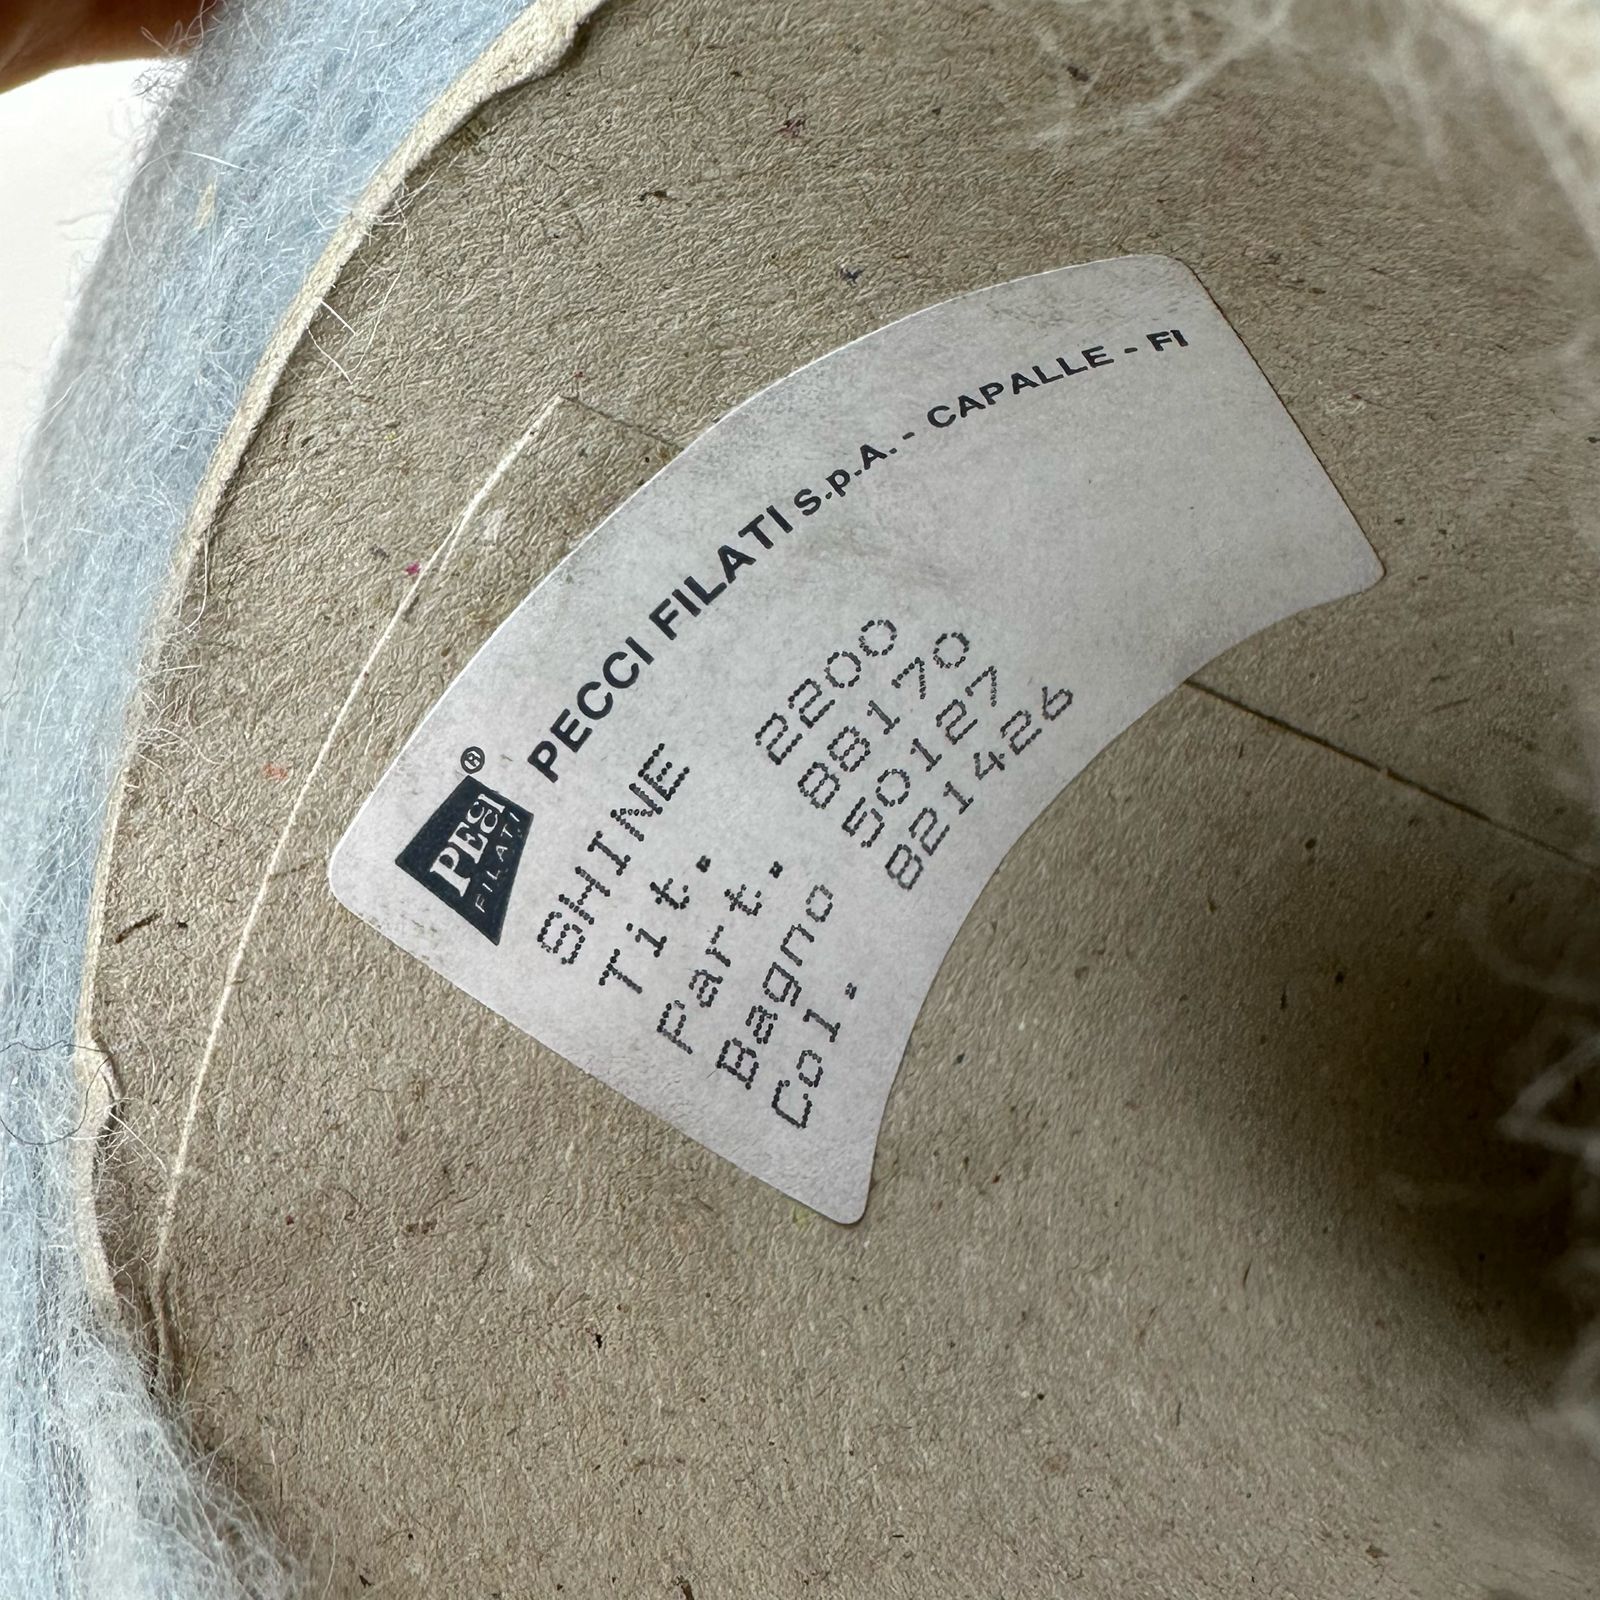 PECCI
FILATI
®
PECCI FILATI S.p.A. - CAPALLE - FI
SHINE
Tit. 2200
Part. 88170
Bagno 50127
Col. 821426